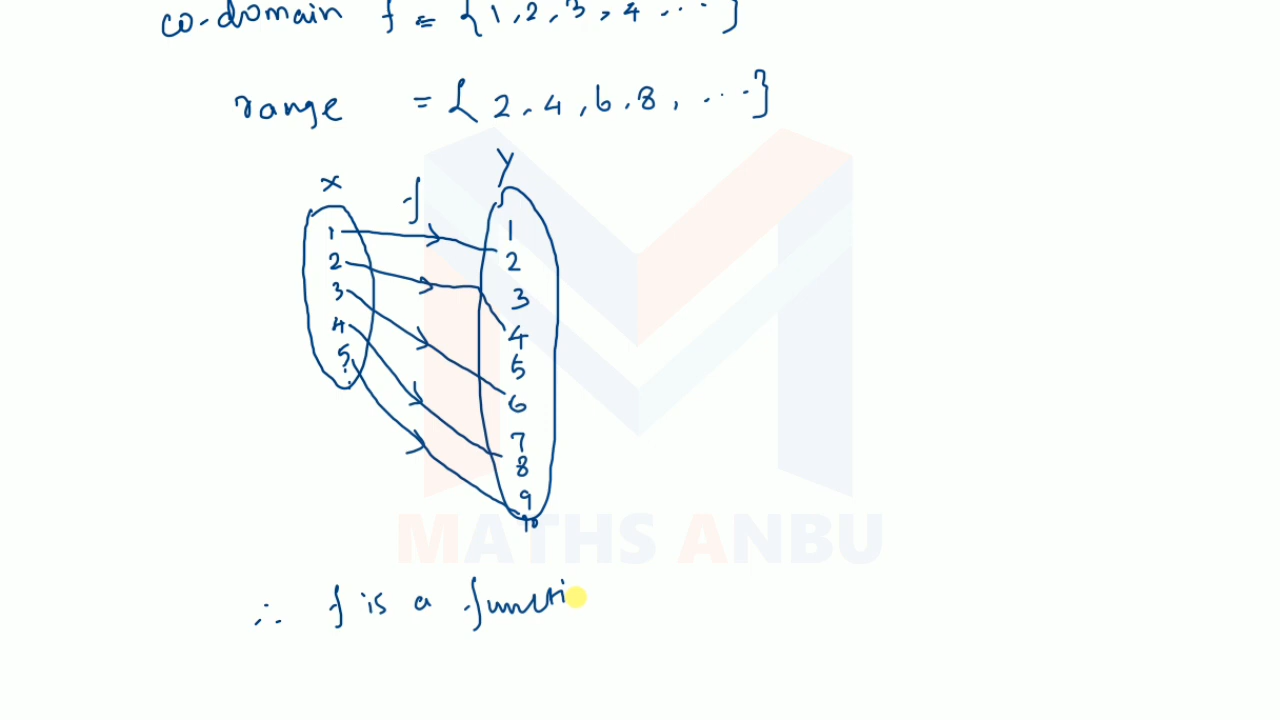 co-domain f = {1, 2, 3, 4 ...}
range = { 2, 4, 6, 8, ...}
x f y
1 1
2 2
3 3
4 4
5 5
6
7
8
9
10
MATHS ANBU
∴ f is a functi